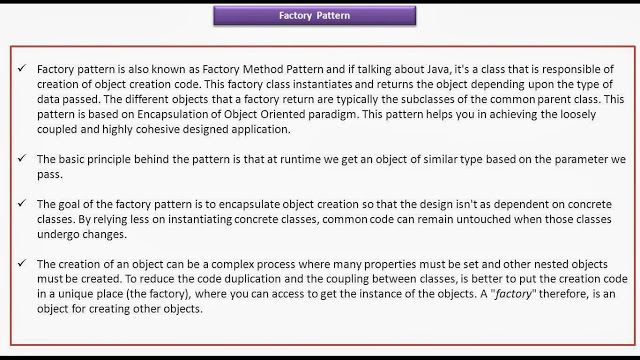 Factory Pattern
Factory pattern is also known as Factory Method Pattern and if talking about Java, it's a class that is responsible of
creation of object creation code. This factory class instantiates and returns the object depending upon the type of
data passed. The different objects that a factory return are typically the subclasses of the common parent class. This
pattern is based on Encapsulation of Object Oriented paradigm. This pattern helps you in achieving the loosely
coupled and highly cohesive designed application.
The basic principle behind the pattern is that at runtime we get an object of similar type based on the parameter we
pass.
The goal of the factory pattern is to encapsulate object creation so that the design isn't as dependent on concrete
classes. By relying less on instantiating concrete classes, common code can remain untouched when those classes
undergo changes.
The creation of an object can be a complex process where many properties must be set and other nested objects
must be created. To reduce the code duplication and the coupling between classes, is better to put the creation code
in a unique place (the factory), where you can access to get the instance of the objects. A "factory" therefore, is an
object for creating other objects.